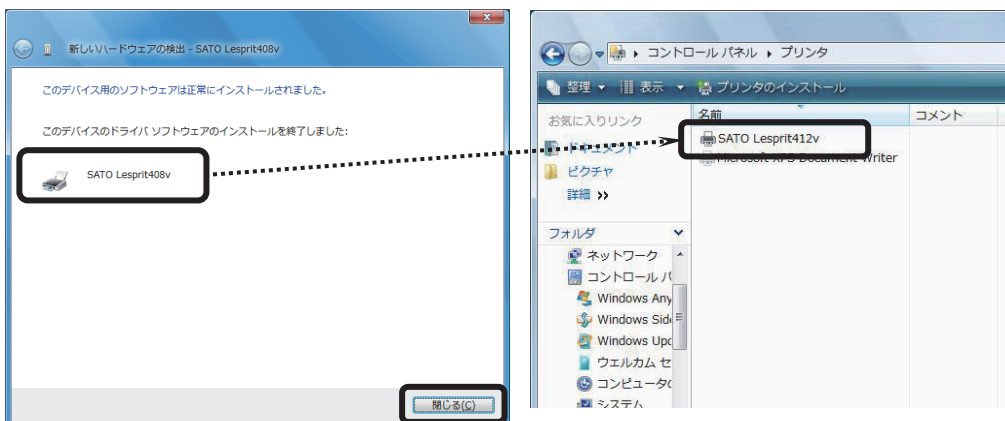 新しいハードウェアの検出 - SATO Lesprit408v
このデバイス用のソフトウェアは正常にインストールされました。
このデバイスのドライバ ソフトウェアのインストールを終了しました:
SATO Lesprit408v
閉じる(C)
コントロール パネル ▸ プリンタ
整理 表示 プリンタのインストール
お気に入りリンク
ドキュメント
ピクチャ
詳細 >>
フォルダ
ネットワーク
コントロール パ
Windows Any
Windows Side
Windows Upc
ウェルカム セ
コンピュータの
システム
名前 コメント
SATO Lesprit412v
Microsoft XPS Document Writer